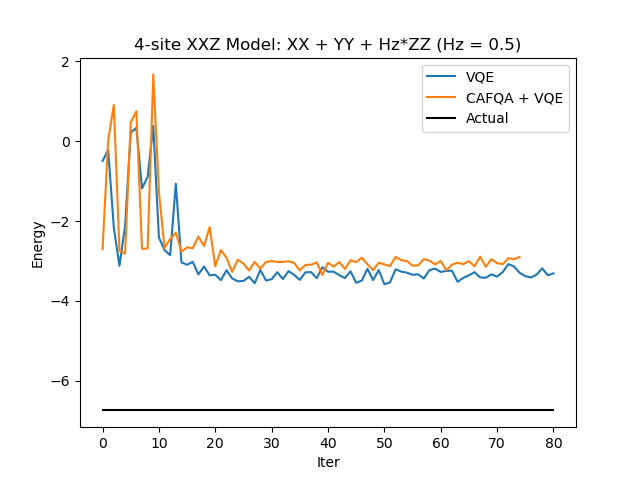 4-site XXZ Model: XX + YY + Hz*ZZ (Hz = 0.5)
VQE
CAFQA + VQE
Actual
Energy
2
0
−2
−4
−6
0 10 20 30 40 50 60 70 80
Iter